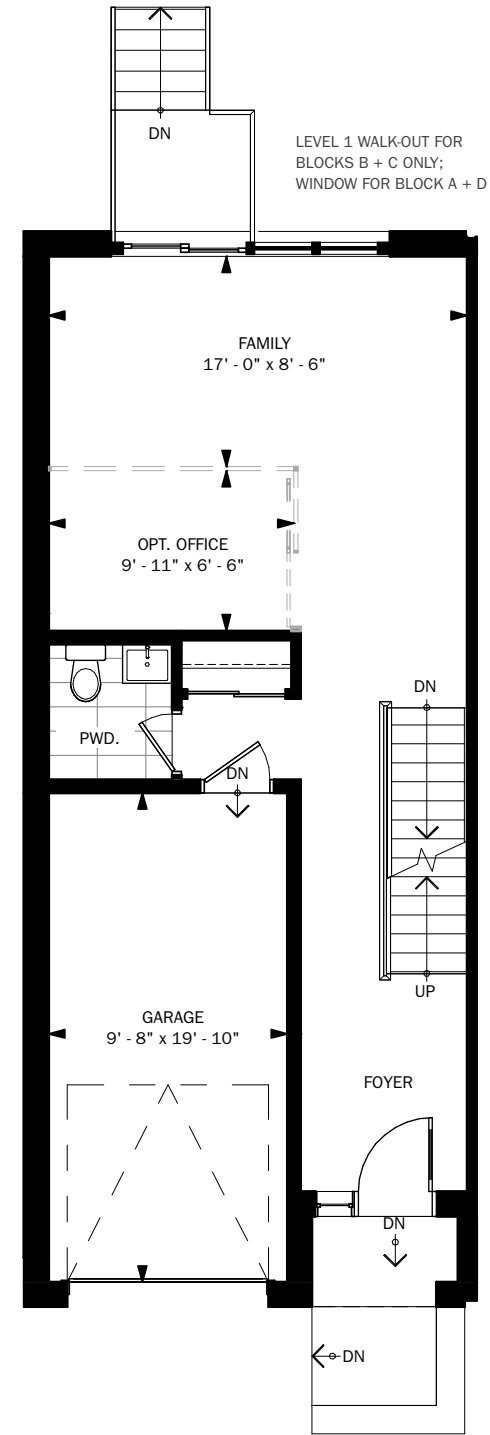 DN
LEVEL 1 WALK-OUT FOR
BLOCKS B + C ONLY;
WINDOW FOR BLOCK A + D
FAMILY
17' - 0" x 8' - 6"
OPT. OFFICE
9' - 11" x 6' - 6"
DN
PWD.
DN
UP
GARAGE
9' - 8" x 19' - 10"
FOYER
DN
DN